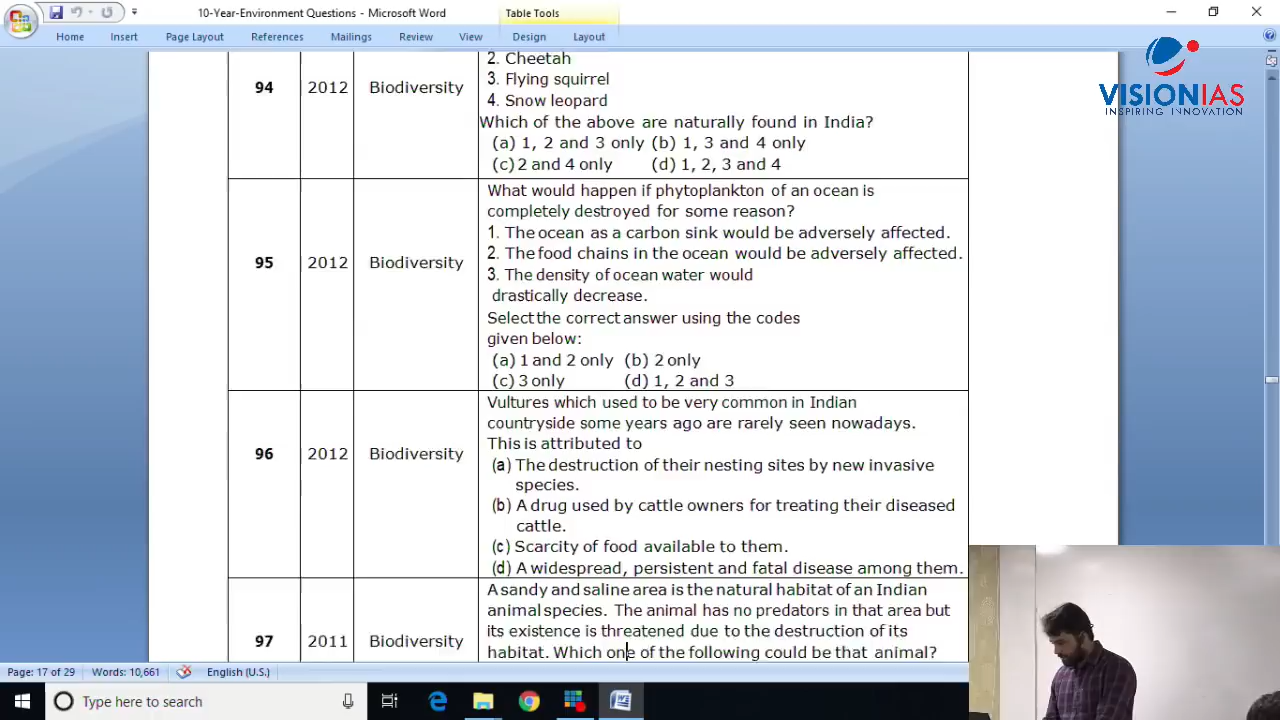 10-Year-Environment Questions - Microsoft Word
Table Tools
Home Insert Page Layout References Mailings Review View Design Layout
VISIONIAS
INSPIRING INNOVATION
2. Cheetah
94 2012 Biodiversity
3. Flying squirrel
4. Snow leopard
Which of the above are naturally found in India?
(a) 1, 2 and 3 only (b) 1, 3 and 4 only
(c) 2 and 4 only (d) 1, 2, 3 and 4
What would happen if phytoplankton of an ocean is
completely destroyed for some reason?
1. The ocean as a carbon sink would be adversely affected.
2. The food chains in the ocean would be adversely affected.
95 2012 Biodiversity
3. The density of ocean water would
drastically decrease.
Select the correct answer using the codes
given below:
(a) 1 and 2 only (b) 2 only
(c) 3 only (d) 1, 2 and 3
Vultures which used to be very common in Indian
countryside some years ago are rarely seen nowadays.
This is attributed to
96 2012 Biodiversity
(a) The destruction of their nesting sites by new invasive
species.
(b) A drug used by cattle owners for treating their diseased
cattle.
(c) Scarcity of food available to them.
(d) A widespread, persistent and fatal disease among them.
A sandy and saline area is the natural habitat of an Indian
animal species. The animal has no predators in that area but
its existence is threatened due to the destruction of its
97 2011 Biodiversity
habitat. Which one of the following could be that animal?
Page: 17 of 29 Words: 10,661 English (U.S.)
Type here to search